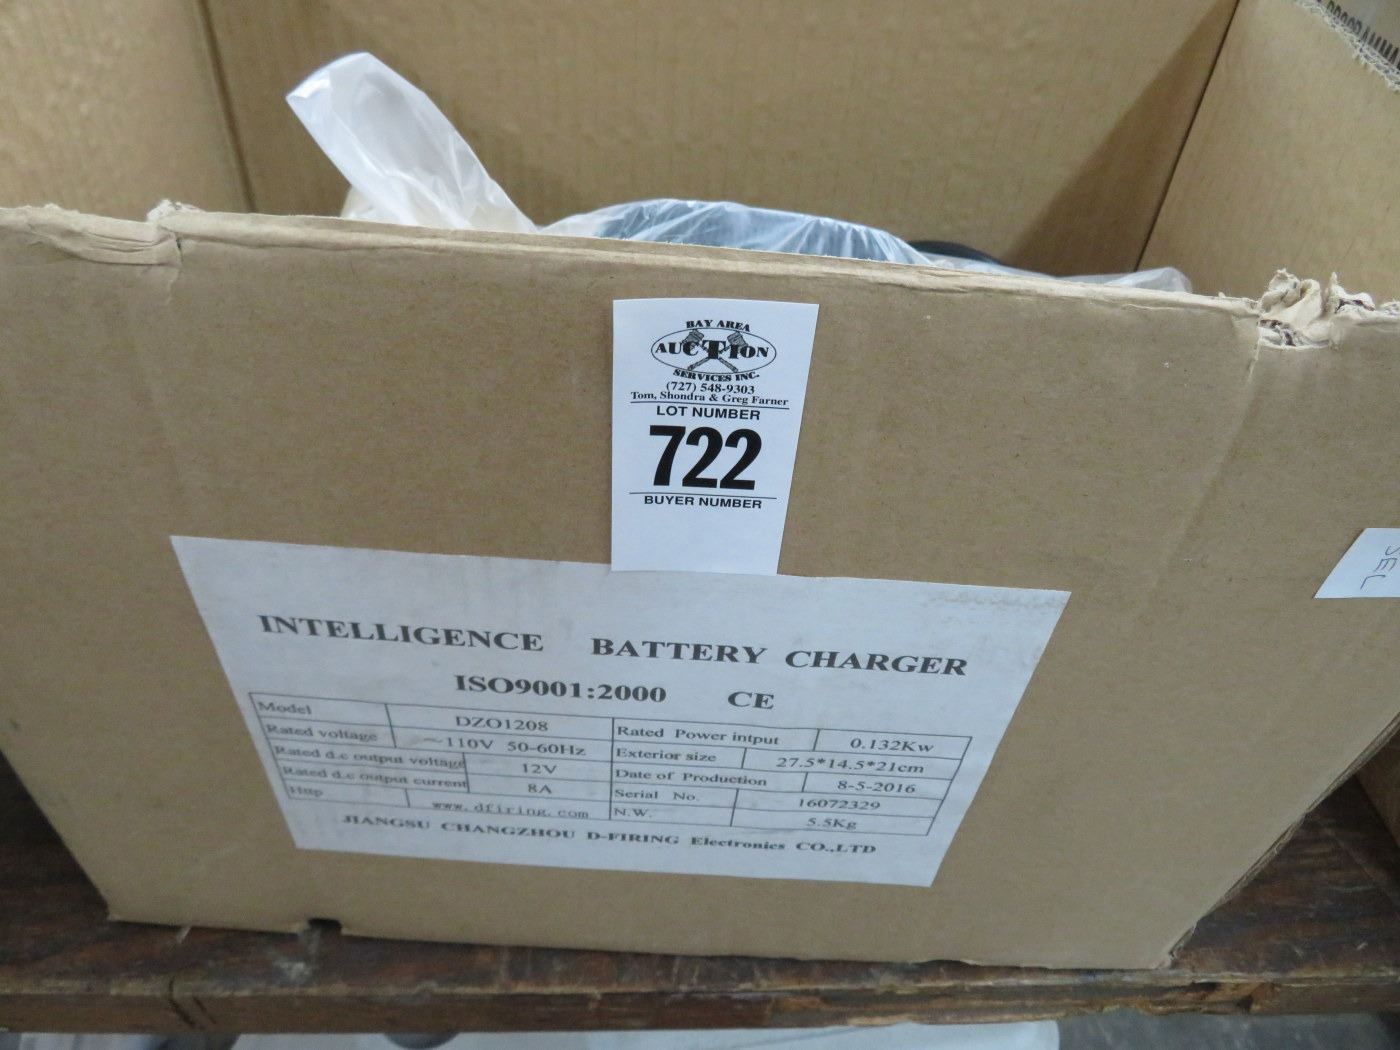 PROGRAMMA
BAY AREA
AUCTION
SERVICES INC.
(727) 548-9303
Tom, Shondra & Greg Farner
LOT NUMBER
722
BUYER NUMBER
JEL
INTELLIGENCE BATTERY CHARGER
ISO9001:2000 CE
Model DZO1208 Rated Power intput 0.132Kw
Rated voltage ~110V 50-60Hz Exterior size 27.5*14.5*21cm
Rated d.c output voltage 12V Date of Production 8-5-2016
Rated d.c output current 8A Serial No. 16072329
Http www.dfiring.com N.W. 5.5Kg
JIANGSU CHANGZHOU D-FIRING Electronics CO.,LTD